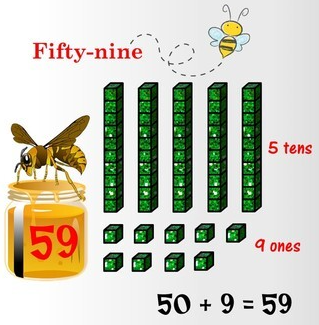 Fifty-nine
5 tens
59
9 ones
50 + 9 = 59